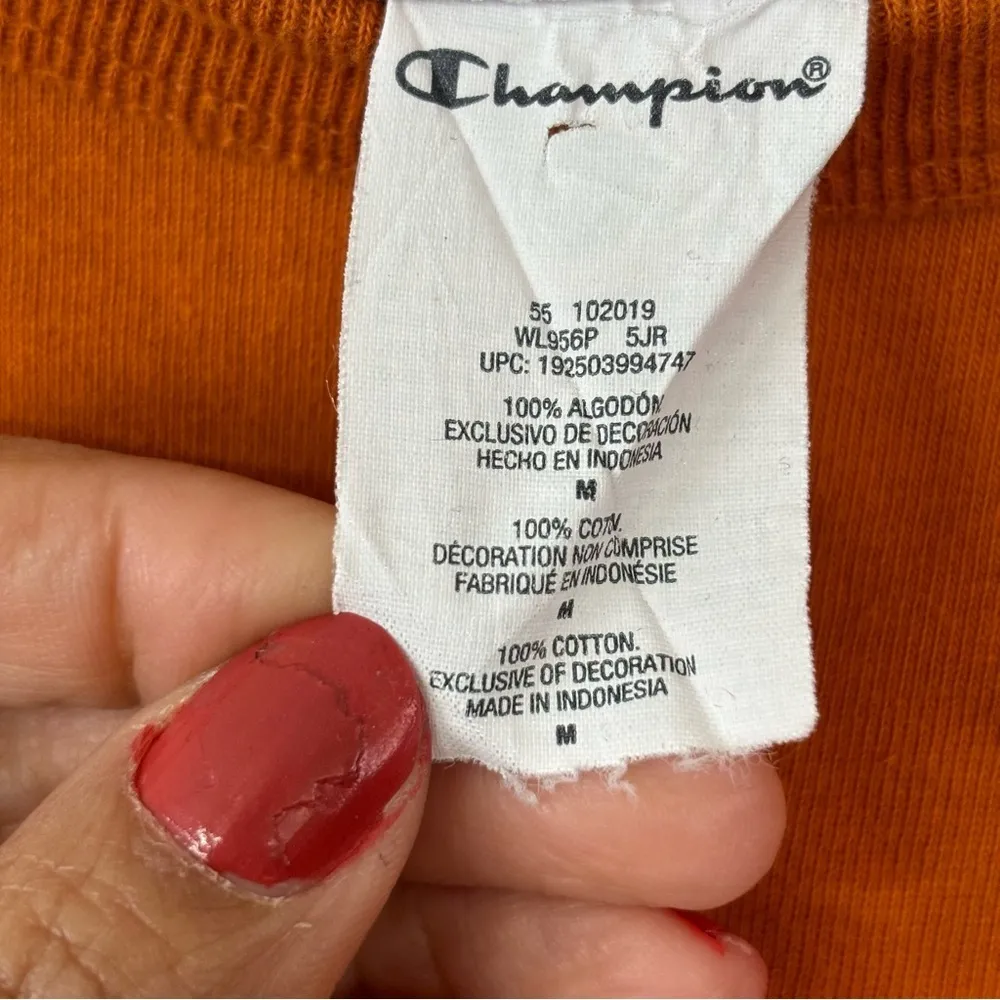 Champion®
55 102019
WL956P 5JR
UPC: 192503994747
100% ALGODÓN
EXCLUSIVO DE DECORACIÓN
HECHO EN INDONESIA
M
100% COTN.
DÉCORATION NON COMPRISE
FABRIQUÉ EN INDONÉSIE
M
100% COTTON.
EXCLUSIVE OF DECORATION
MADE IN INDONESIA
M